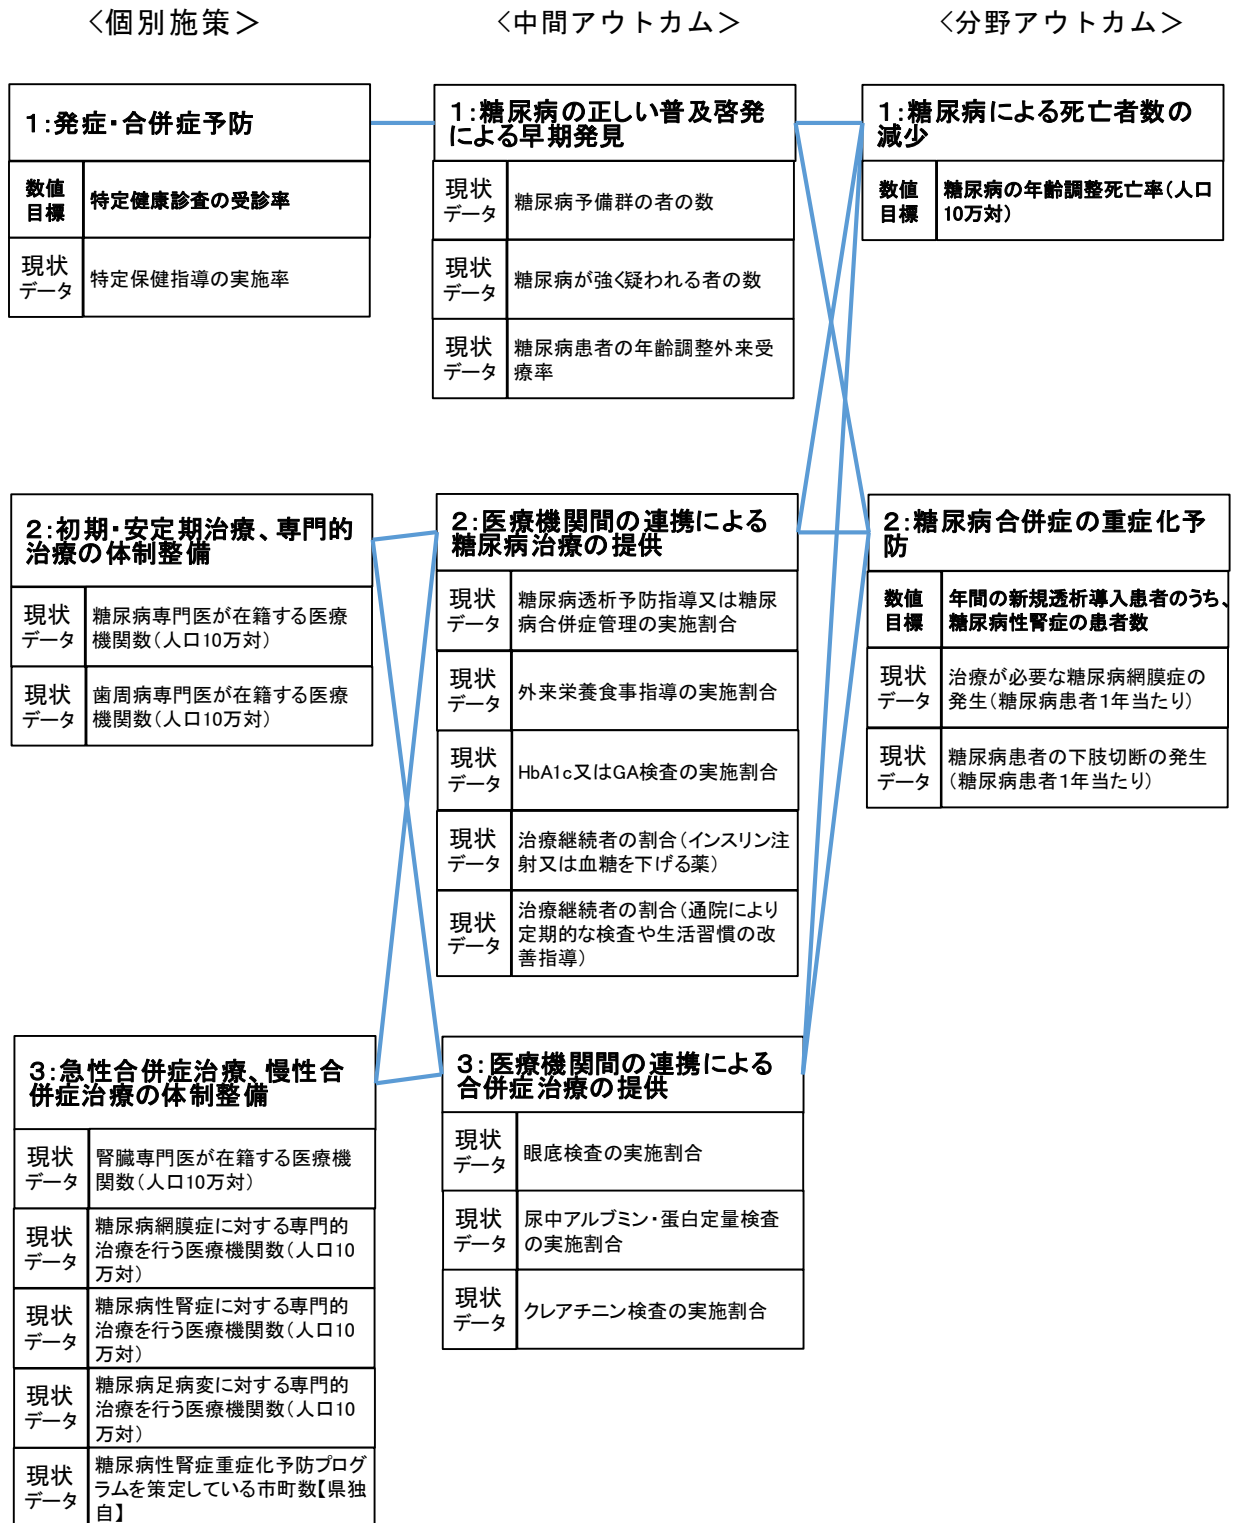 <個別施策>
<中間アウトカム>
<分野アウトカム>
1:発症・合併症予防
数値
目標
特定健康診査の受診率
現状
データ
特定保健指導の実施率
2:初期・安定期治療、専門的
治療の体制整備
現状
データ
糖尿病専門医が在籍する医療
機関数(人口10万対)
現状
データ
歯周病専門医が在籍する医療
機関数(人口10万対)
3:急性合併症治療、慢性合
併症治療の体制整備
現状
データ
腎臓専門医が在籍する医療機
関数(人口10万対)
現状
データ
糖尿病網膜症に対する専門的
治療を行う医療機関数(人口10
万対)
現状
データ
糖尿病性腎症に対する専門的
治療を行う医療機関数(人口10
万対)
現状
データ
糖尿病足病変に対する専門的
治療を行う医療機関数(人口10
万対)
現状
データ
糖尿病性腎症重症化予防プログ
ラムを策定している市町数【県独
自】
1:糖尿病の正しい普及啓発
による早期発見
現状
データ
糖尿病予備群の者の数
現状
データ
糖尿病が強く疑われる者の数
現状
データ
糖尿病患者の年齢調整外来受
療率
2:医療機関間の連携による
糖尿病治療の提供
現状
データ
糖尿病透析予防指導又は糖尿
病合併症管理の実施割合
現状
データ
外来栄養食事指導の実施割合
現状
データ
HbA1c又はGA検査の実施割合
現状
データ
治療継続者の割合(インスリン注
射又は血糖を下げる薬)
現状
データ
治療継続者の割合(通院により
定期的な検査や生活習慣の改
善指導)
3:医療機関間の連携による
合併症治療の提供
現状
データ
眼底検査の実施割合
現状
データ
尿中アルブミン・蛋白定量検査
の実施割合
現状
データ
クレアチニン検査の実施割合
1:糖尿病による死亡者数の
減少
数値
目標
糖尿病の年齢調整死亡率(人口
10万対)
2:糖尿病合併症の重症化予
防
数値
目標
年間の新規透析導入患者のうち、
糖尿病性腎症の患者数
現状
データ
治療が必要な糖尿病網膜症の
発生(糖尿病患者1年当たり)
現状
データ
糖尿病患者の下肢切断の発生
(糖尿病患者1年当たり)